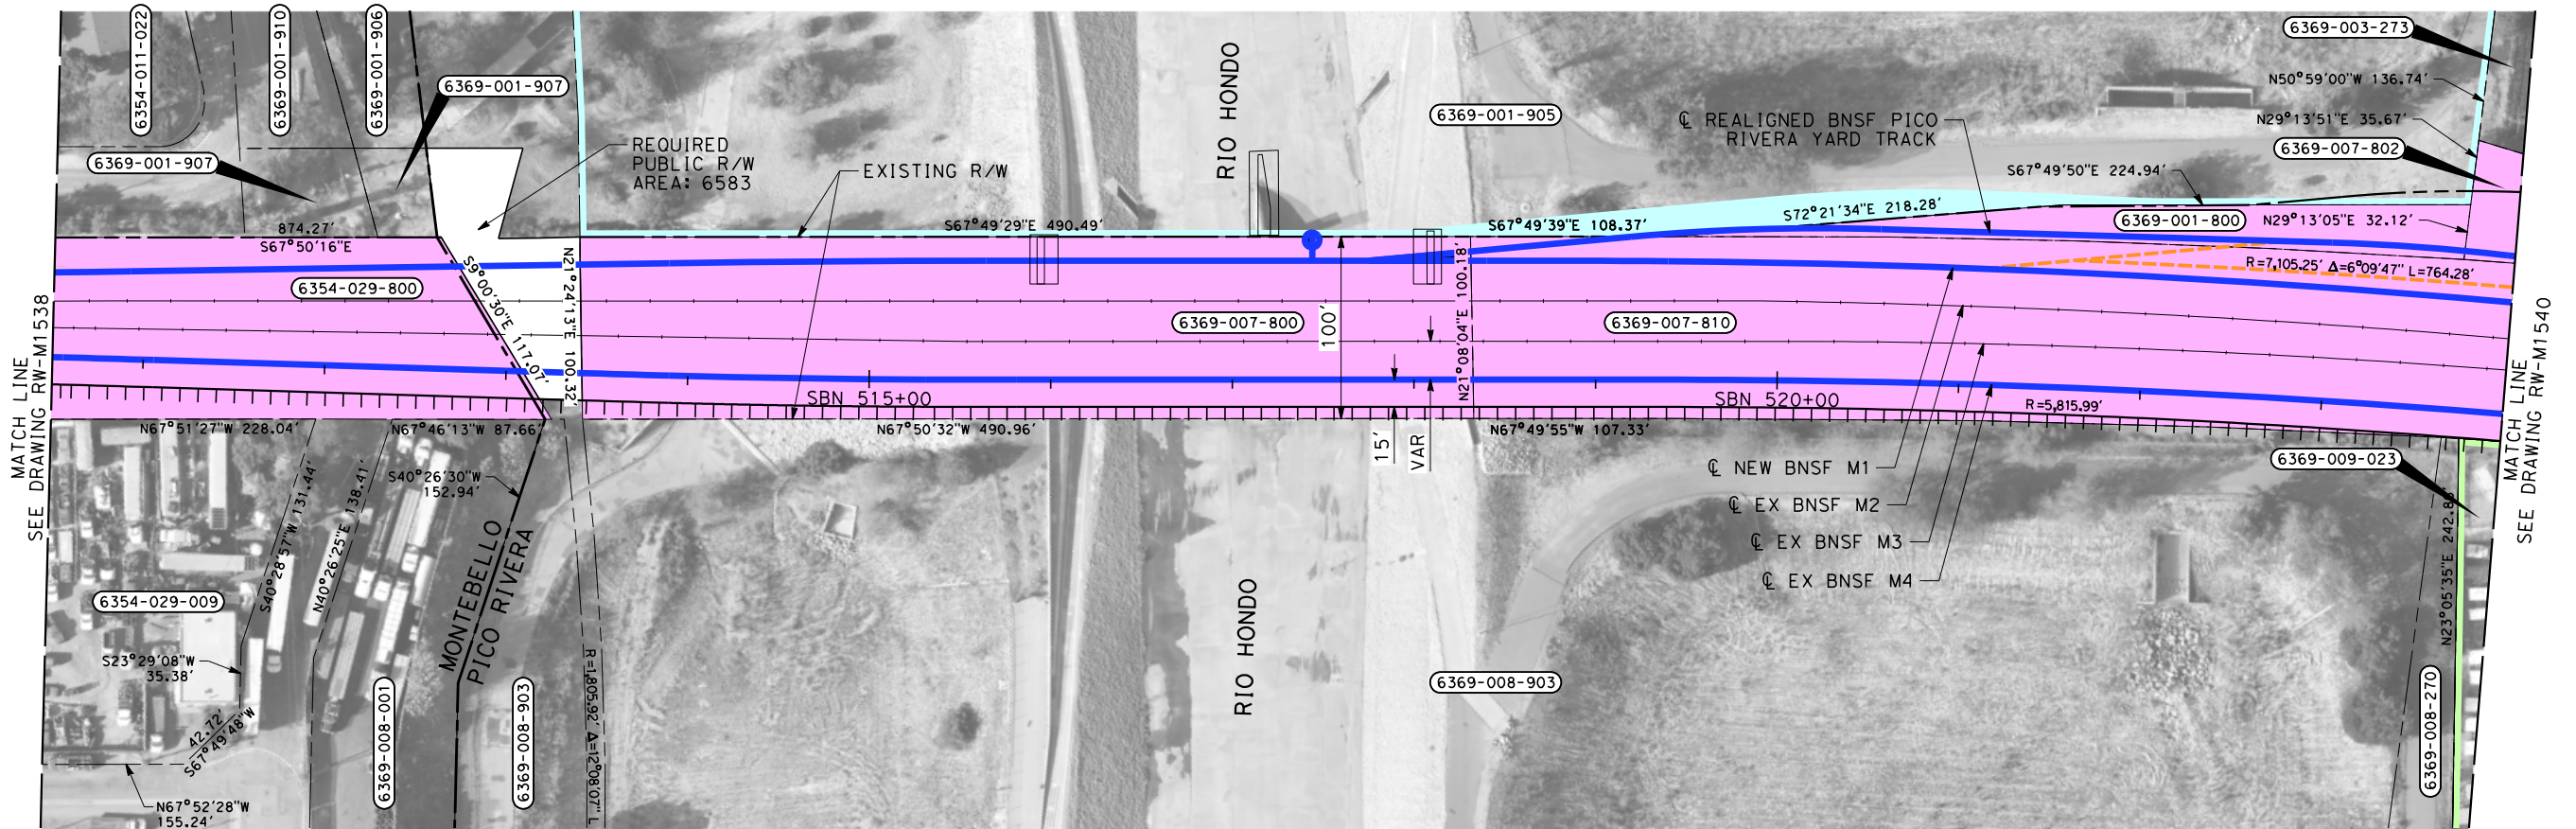 6354-011-022
6369-001-910
6369-001-906
6369-001-907
6369-001-907
REQUIRED
PUBLIC R/W
AREA: 6583
EXISTING R/W
RIO HONDO
6369-001-905
℄ REALIGNED BNSF PICO
RIVERA YARD TRACK
6369-003-273
N50°59'00"W 136.74'
N29°13'51"E 35.67'
6369-007-802
S67°49'50"E 224.94'
874.27'
S67°50'16"E
S67°49'29"E 490.49'
S67°49'39"E 108.37'
S72°21'34"E 218.28'
6369-001-800
N29°13'05"E 32.12'
R=7,105.25' Δ=6°09'47" L=764.28'
6354-029-800
S9°00'30"E 117.07'
N21°24'13"E 100.32'
6369-007-800
100'
N21°08'04"E 100.18'
6369-007-810
MATCH LINE
SEE DRAWING RW-M1538
MATCH LINE
SEE DRAWING RW-M1540
SBN 515+00
SBN 520+00
R=5,815.99'
N67°51'27"W 228.04'
N67°46'13"W 87.66'
N67°50'32"W 490.96'
15'
VAR
N67°49'55"W 107.33'
℄ NEW BNSF M1
℄ EX BNSF M2
℄ EX BNSF M3
℄ EX BNSF M4
6369-009-023
S40°28'57"W 131.44'
N40°26'25"E 138.41'
S40°26'30"W
152.94'
MONTEBELLO
PICO RIVERA
6354-029-009
S23°29'08"W
35.38'
42.72'
S67°49'48"W
N67°52'28"W
155.24'
6369-008-001
6369-008-903
R=1,805.92' Δ=12°08'07" L
RIO HONDO
6369-008-903
N23°05'35"E 242.8
6369-008-270